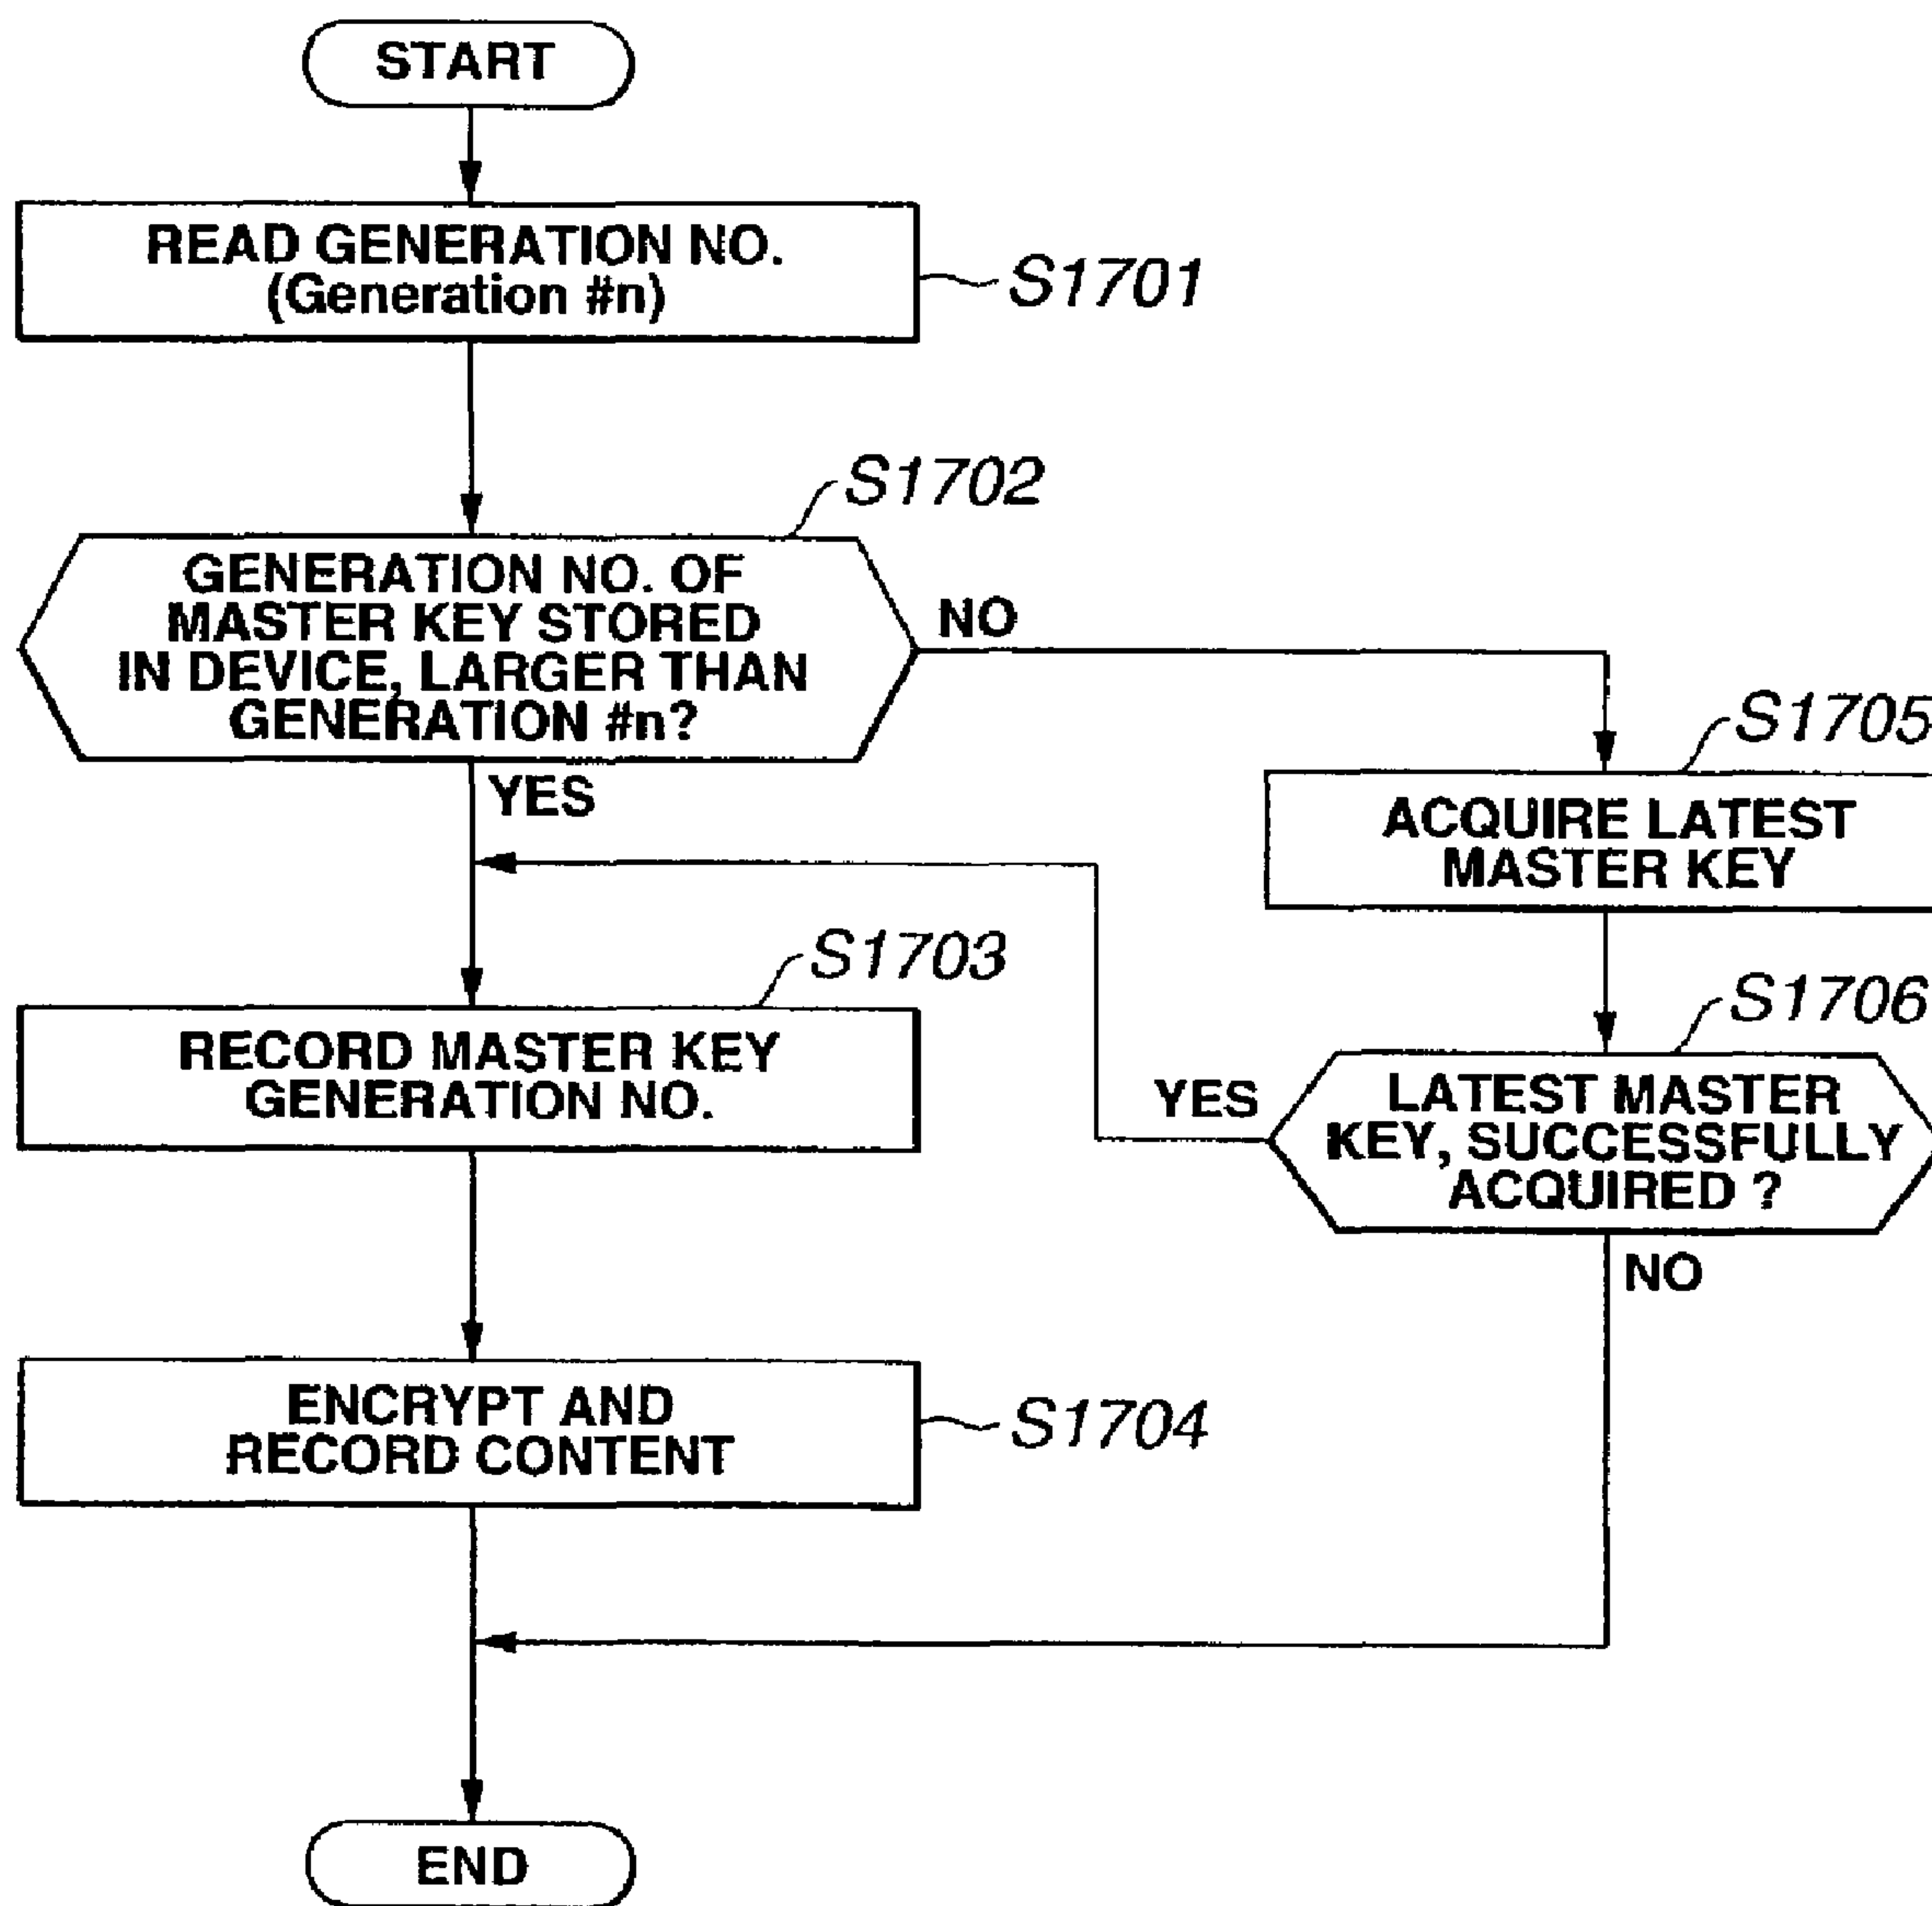 START
READ GENERATION NO.
(Generation #n)
S1701
S1702
GENERATION NO. OF
MASTER KEY STORED
IN DEVICE, LARGER THAN
GENERATION #n?
NO
YES
S1705
ACQUIRE LATEST
MASTER KEY
S1703
RECORD MASTER KEY
GENERATION NO.
S1706
LATEST MASTER
KEY, SUCCESSFULLY
ACQUIRED ?
YES
NO
ENCRYPT AND
RECORD CONTENT
S1704
END